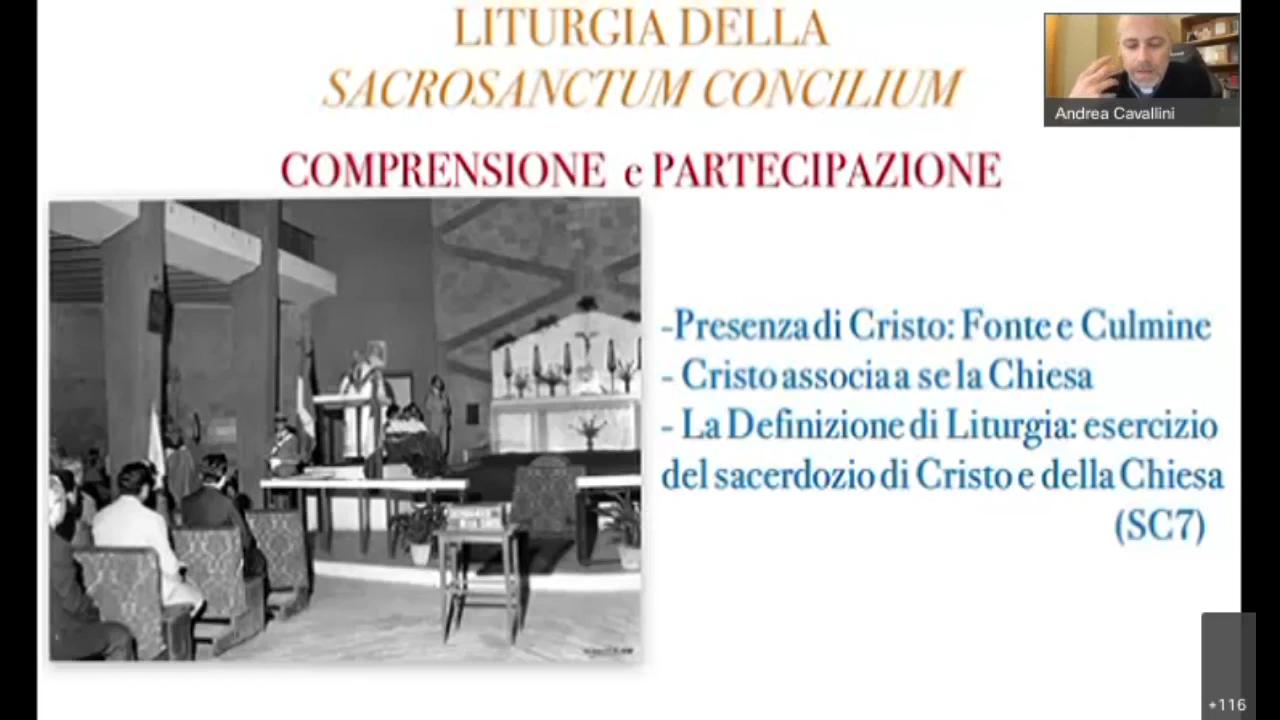 LITURGIA DELLA
SACROSANCTUM CONCILIUM
Andrea Cavallini
COMPRENSIONE e PARTECIPAZIONE
-Presenza di Cristo: Fonte e Culmine
- Cristo associa a se la Chiesa
- La Definizione di Liturgia: esercizio
del sacerdozio di Cristo e della Chiesa
(SC7)
+116